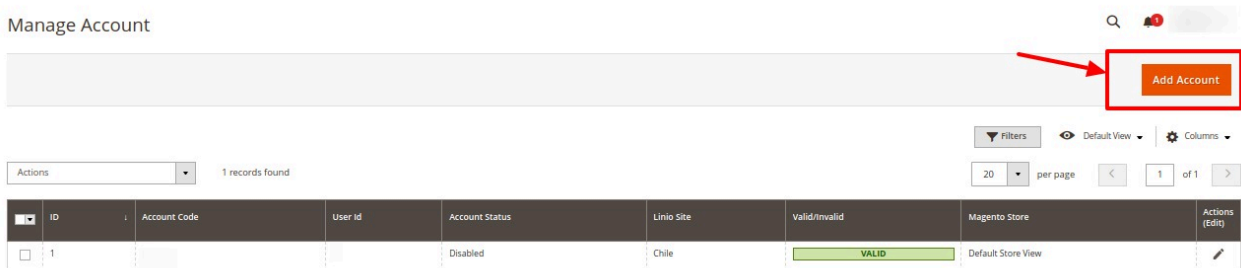 Manage Account
1
Add Account
Filters
Default View
Columns
Actions
1 records found
20
per page
1
of 1
ID
Account Code
User Id
Account Status
Linio Site
Valid/Invalid
Magento Store
Actions
(Edit)
1
Disabled
Chile
VALID
Default Store View